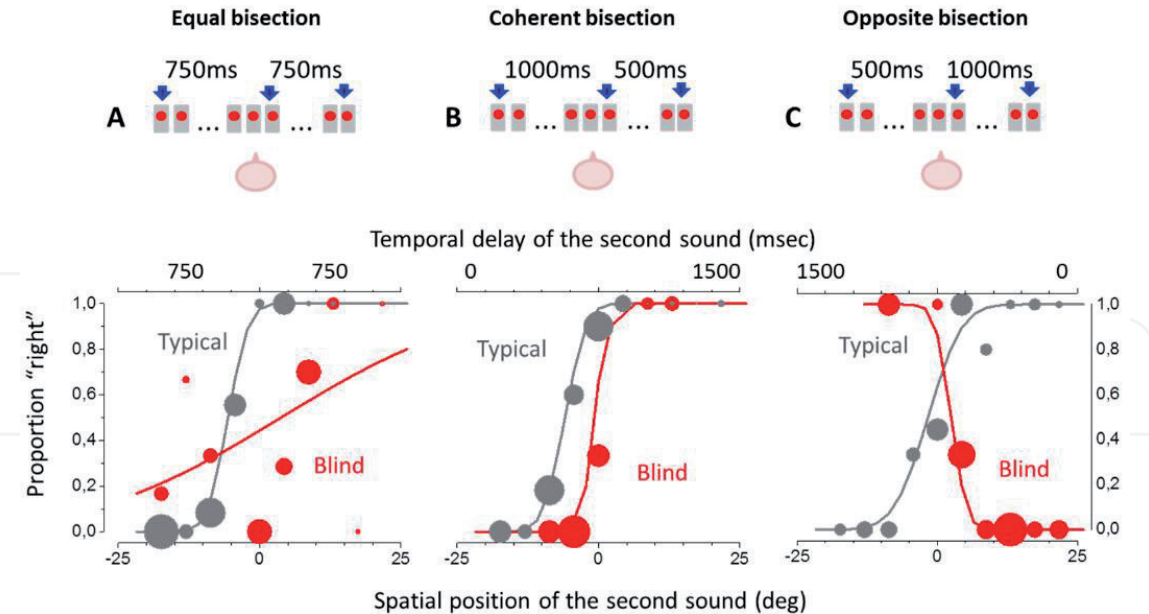 Equal bisection
Coherent bisection
Opposite bisection
750ms 750ms
1000ms 500ms
500ms 1000ms
A
B
C
... ...
... ...
... ...
Temporal delay of the second sound (msec)
750 750
0 1500
1500 0
Proportion “right”
1,0
0,8
0,6
0,4
0,2
0,0
Typical
Blind
-25 0 25
Typical
Blind
-25 0 25
Typical
Blind
1,0
0,8
0,6
0,4
0,2
0,0
-25 0 25
Spatial position of the second sound (deg)